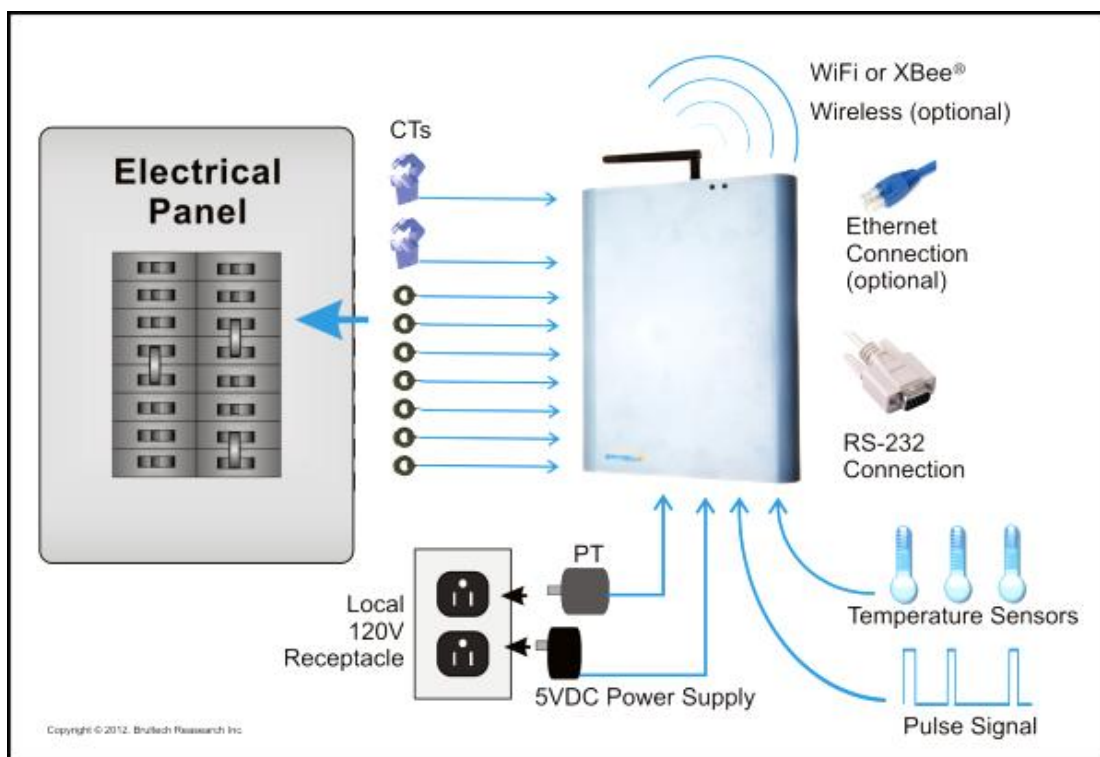 WiFi or XBee®
Wireless (optional)
CTs
Electrical
Panel
Ethernet
Connection
(optional)
RS-232
Connection
PT
Local
120V
Receptacle
5VDC Power Supply
Temperature Sensors
Pulse Signal
Copyright © 2012. Brultech Reasearch Inc.